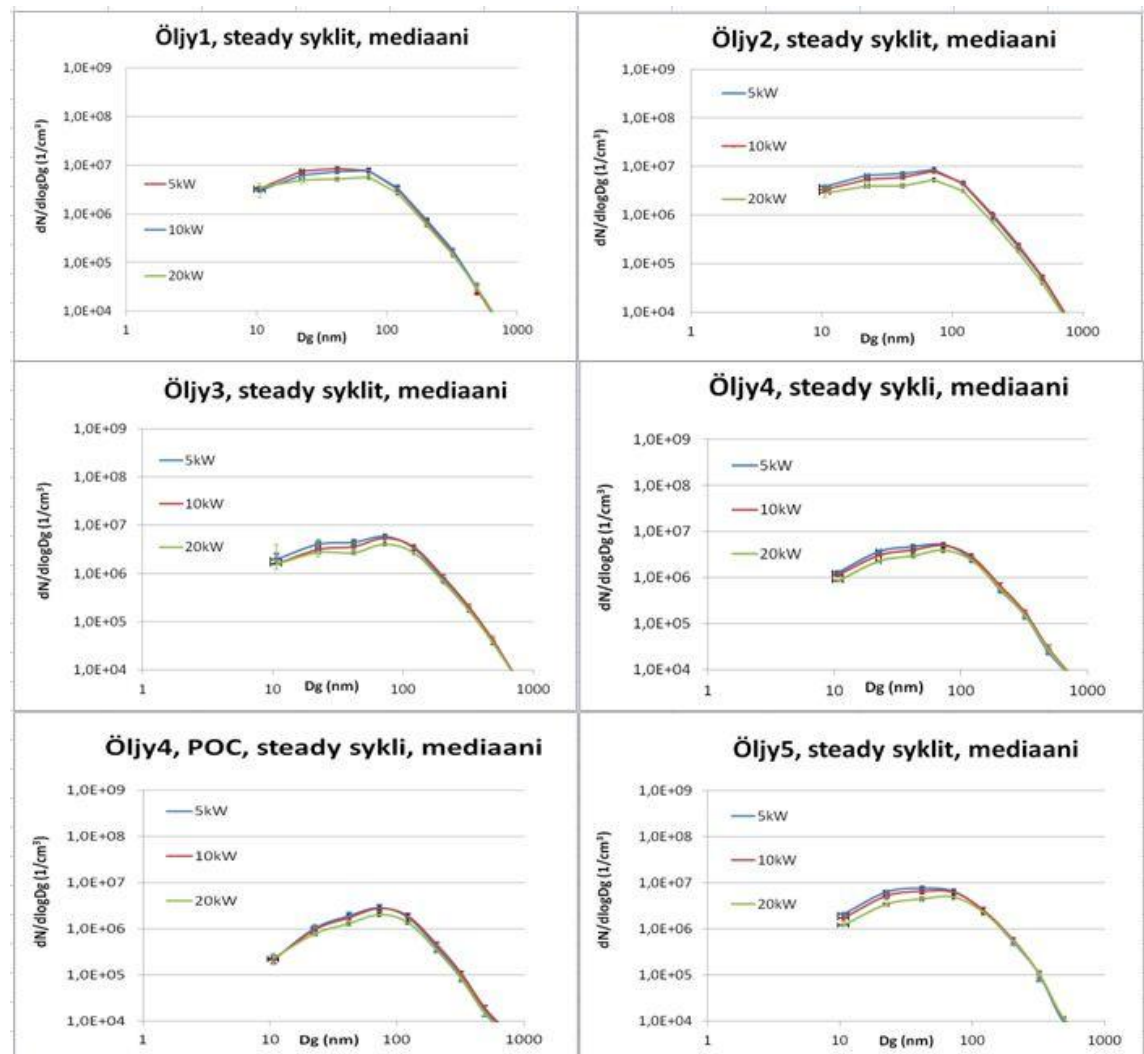 Öljy1, steady syklit, mediaani
1,0E+09
1,0E+08
1,0E+07
1,0E+06
1,0E+05
1,0E+04
dN/dlogDg (1/cm³)
5kW
10kW
20kW
1 10 100 1000
Dg (nm)
Öljy2, steady syklit, mediaani
1,0E+09
1,0E+08
1,0E+07
1,0E+06
1,0E+05
1,0E+04
dN/dlogDg (1/cm³)
5kW
10kW
20kW
1 10 100 1000
Dg (nm)
Öljy3, steady syklit, mediaani
1,0E+09
1,0E+08
1,0E+07
1,0E+06
1,0E+05
1,0E+04
dN/dlogDg (1/cm³)
5kW
10kW
20kW
1 10 100 1000
Dg (nm)
Öljy4, steady sykli, mediaani
1,0E+09
1,0E+08
1,0E+07
1,0E+06
1,0E+05
1,0E+04
dN/dlogDg (1/cm³)
5kW
10kW
20kW
1 10 100 1000
Dg (nm)
Öljy4, POC, steady sykli, mediaani
1,0E+09
1,0E+08
1,0E+07
1,0E+06
1,0E+05
1,0E+04
dN/dlogDg (1/cm³)
5kW
10kW
20kW
1 10 100 1000
Dg (nm)
Öljy5, steady syklit, mediaani
1,0E+09
1,0E+08
1,0E+07
1,0E+06
1,0E+05
1,0E+04
dN/dlogDg (1/cm³)
5kW
10kW
20kW
1 10 100 1000
Dg (nm)